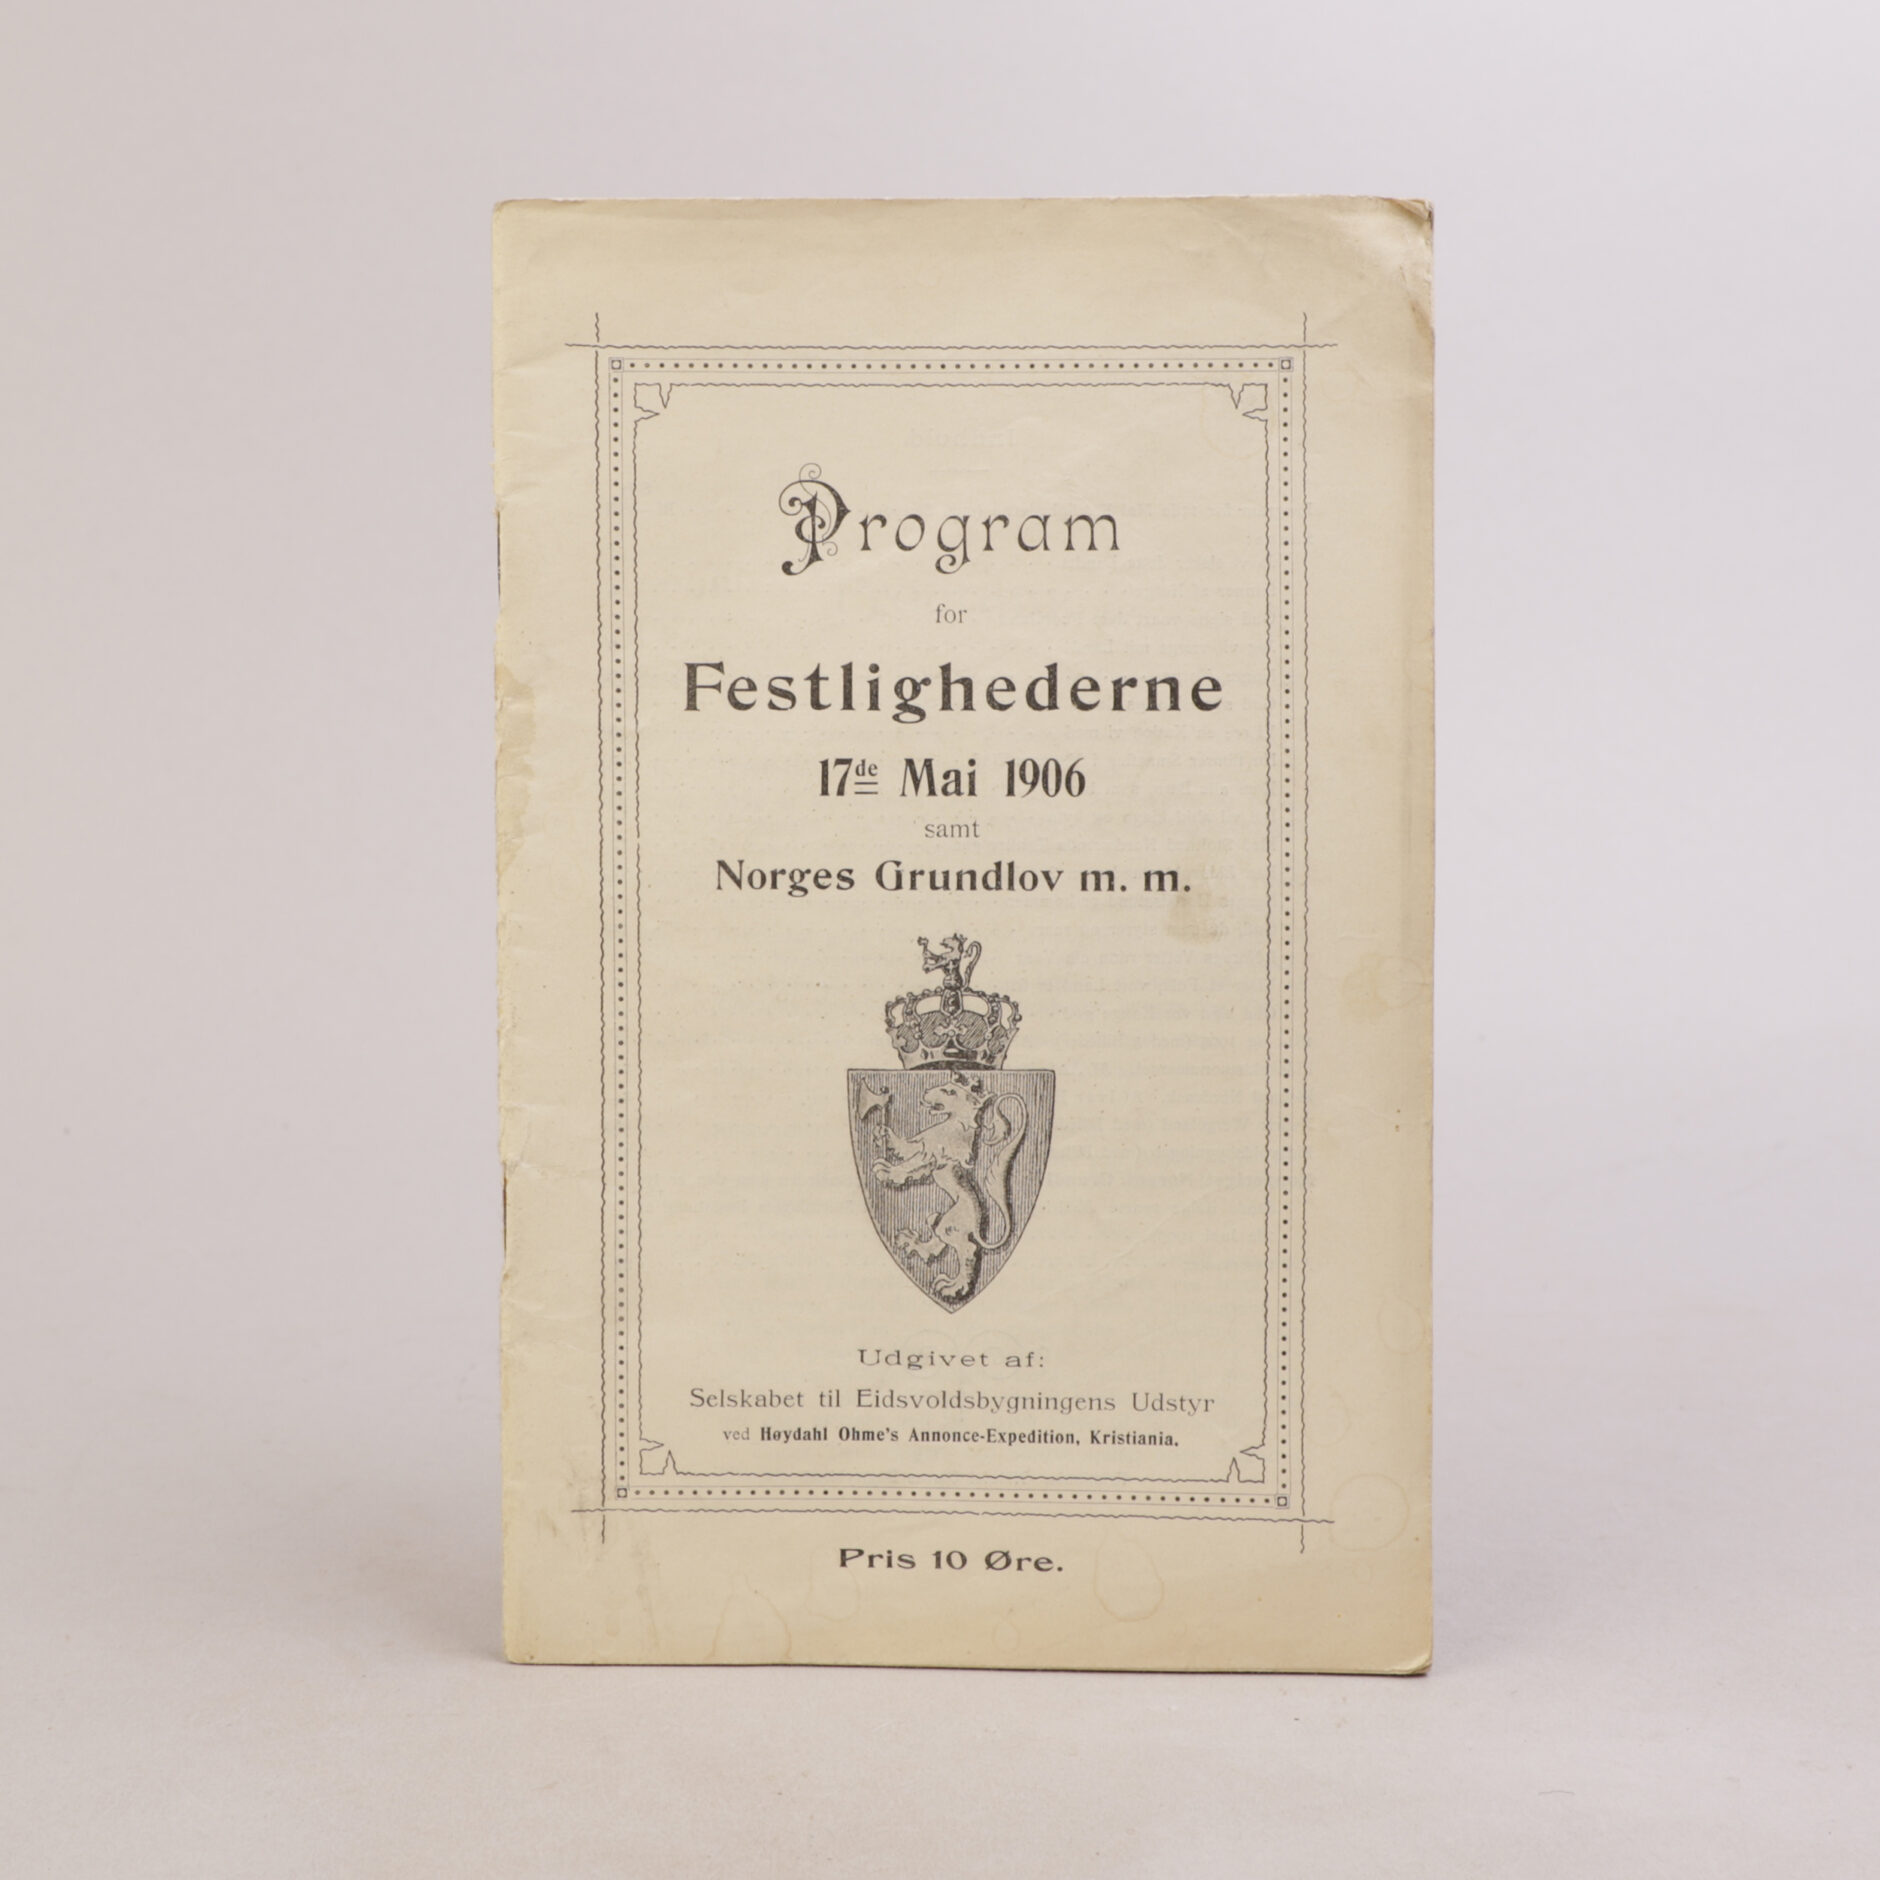 Program
for
Festlighederne
17de Mai 1906
samt
Norges Grundlov m. m.
Udgivet af:
Selskabet til Eidsvoldsbygningens Udstyr
ved Høydahl Ohme's Annonce-Expedition, Kristiania.
Pris 10 Øre.